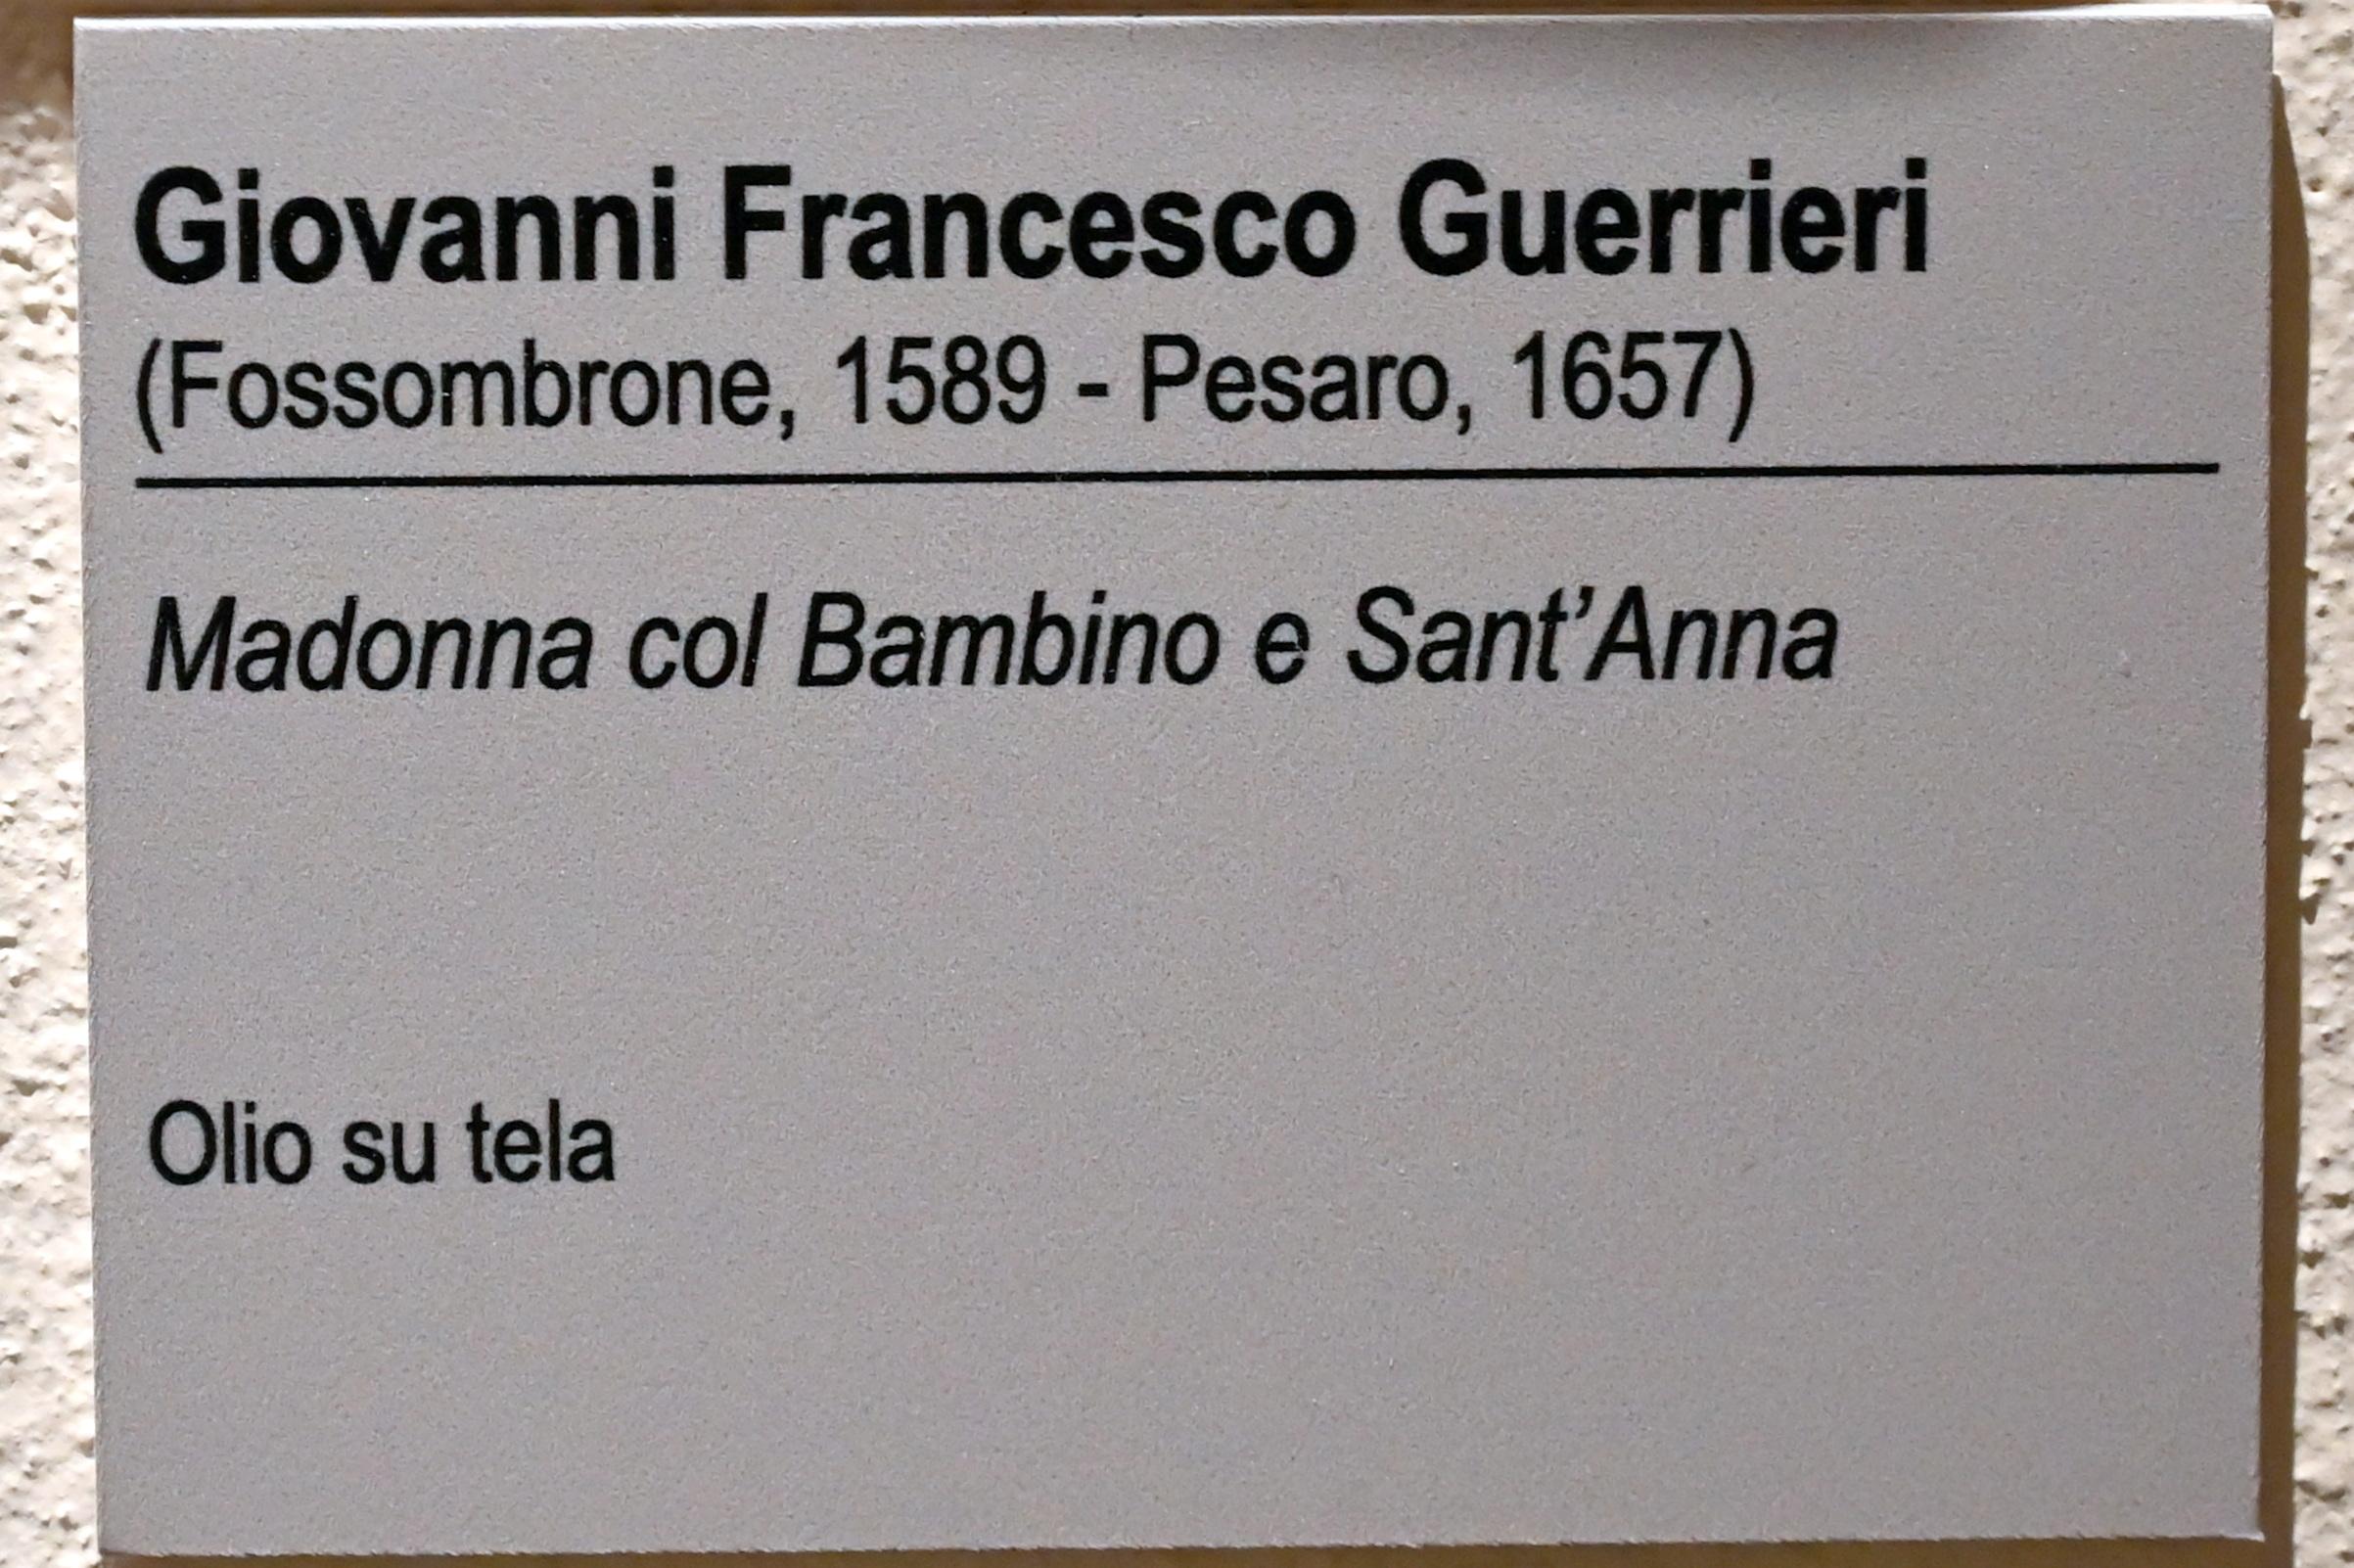 Giovanni Francesco Guerrieri
(Fossombrone, 1589 - Pesaro, 1657)
Madonna col Bambino e Sant’Anna
Olio su tela